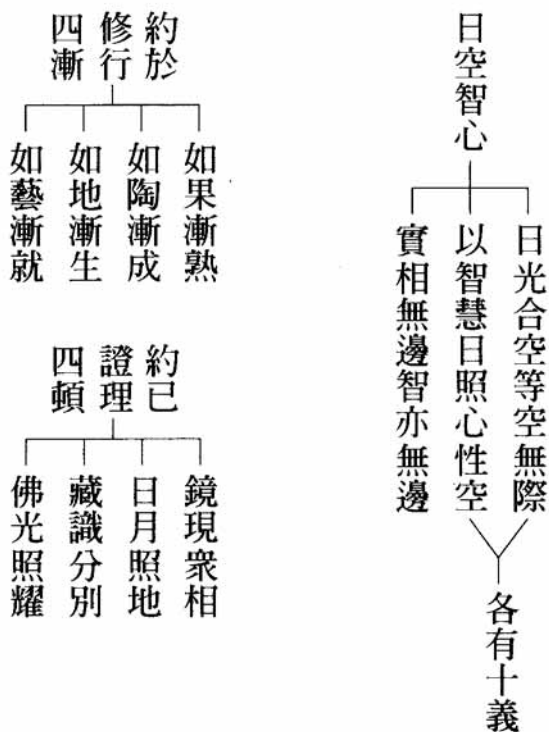 日空智心
日光合空等空無際
以智慧日照心性空
實相無邊智亦無邊
各有十義
約於
修行
四漸
如果漸熟
如陶漸成
如地漸生
如藝漸就
約已
證理
四頓
鏡現衆相
日月照地
藏識分別
佛光照耀